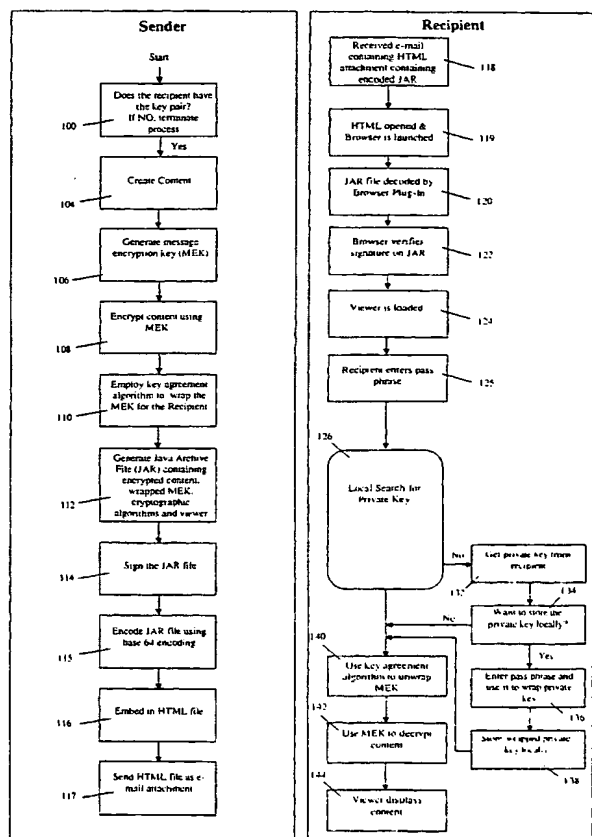 Sender
Start
Does the recipient have
the key pair?
If NO, terminate
process
100
Yes
Create Content
104
Generate message
encryption key (MEK)
106
Encrypt content using
MEK
108
Employ key agreement
algorithm to wrap the
MEK for the Recipient
110
Generate Java Archive
File (JAR) containing
encrypted content,
wrapped MEK,
cryptographic
algorithms and viewer
112
Sign the JAR file
114
Encode JAR file using
base 64 encoding
115
Embed in HTML file
116
Send HTML file as e-
mail attachment
117
Recipient
Received e-mail
containing HTML
attachment containing
encoded JAR
118
HTML opened &
Browser is launched
119
JAR file decoded by
Browser Plug-In
120
Browser verifies
signature on JAR
122
Viewer is loaded
124
Recipient enters pass
phrase
125
126
Local Search for
Private Key
No
Get private key from
recipient
132
134
Want to store the
private key locally?
No
Yes
Enter pass phrase and
use it to wrap private
key
136
Store wrapped private
key locally
138
140
Use key agreement
algorithm to unwrap
MEK
142
Use MEK to decrypt
content
144
Viewer displays
content